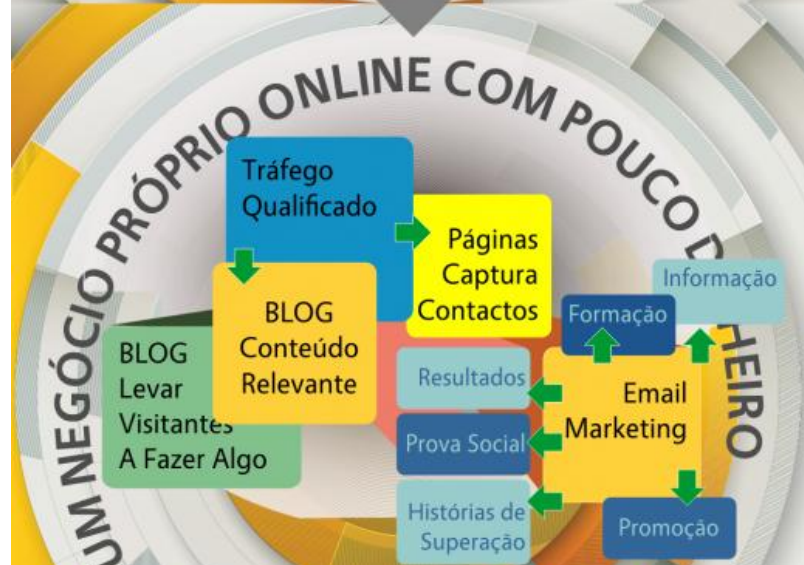 UM NEGÓCIO PRÓPRIO ONLINE COM POUCO D HEIRO
Tráfego
Qualificado
Páginas
Captura
Contactos
BLOG
Conteúdo
Relevante
BLOG
Levar
Visitantes
A Fazer Algo
Informação
Formação
Email
Marketing
Resultados
Prova Social
Histórias de
Superação
Promoção